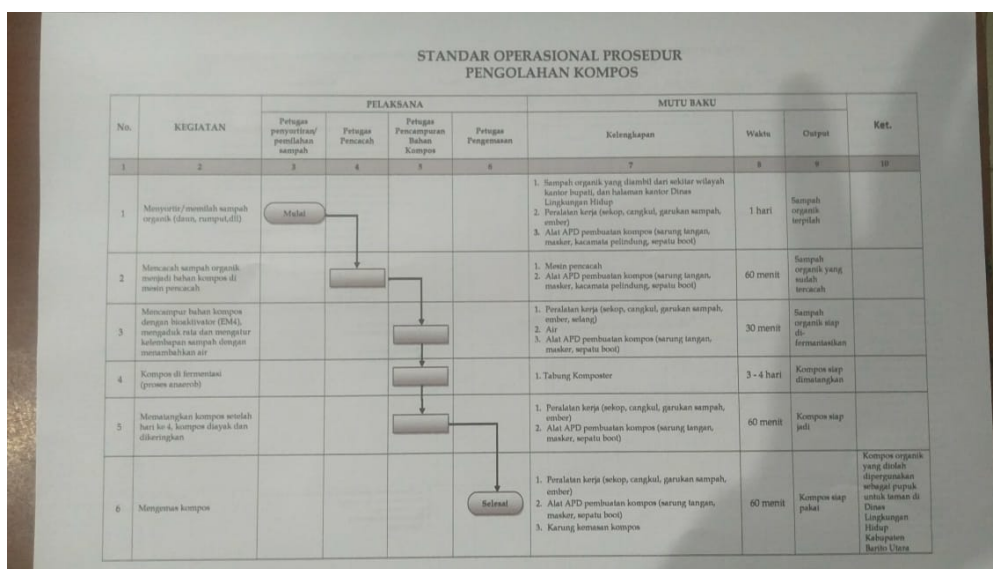 STANDAR OPERASIONAL PROSEDUR
PENGOLAHAN KOMPOS
No.
KEGIATAN
PELAKSANA
MUTU BAKU
Ket.
Petugas
penyortiran/
pemilahan
sampah
Petugas
Pencacah
Petugas
Pencampuran
Bahan
Kompos
Petugas
Pengemasan
Kelengkapan
Waktu
Output
1 2 3 4 5 6 7 8 9 10
1
Menyortir/memilah sampah
organik (daun, rumput,dll)
Mulai
1. Sampah organik yang diambil dari sekitar wilayah
kantor bupati, dan halaman kantor Dinas
Lingkungan Hidup
2. Peralatan kerja (sekop, cangkul, garukan sampah,
ember)
3. Alat APD pembuatan kompos (sarung tangan,
masker, kacamata pelindung, sepatu boot)
1 hari
Sampah
organik
terpilah
2
Mencacah sampah organik
menjadi bahan kompos di
mesin pencacah
1. Mesin pencacah
2. Alat APD pembuatan kompos (sarung tangan,
masker, kacamata pelindung, sepatu boot)
60 menit
Sampah
organik yang
sudah
tercacah
3
Mencampur bahan kompos
dengan bioaktivator (EM4),
mengaduk rata dan mengatur
kelembapan sampah dengan
menambahkan air
1. Peralatan kerja (sekop, cangkul, garukan sampah,
ember, selang)
2. Air
3. Alat APD pembuatan kompos (sarung tangan,
masker, sepatu boot)
30 menit
Sampah
organik siap
di-
fermentasikan
4
Kompos di fermentasi
(proses anaerob)
1. Tabung Komposter
3 - 4 hari
Kompos siap
dimatangkan
5
Mematangkan kompos setelah
hari ke 4, kompos diayak dan
dikeringkan
1. Peralatan kerja (sekop, cangkul, garukan sampah,
ember)
2. Alat APD pembuatan kompos (sarung tangan,
masker, sepatu boot)
60 menit
Kompos siap
jadi
6
Mengemas kompos
Selesai
1. Peralatan kerja (sekop, cangkul, garukan sampah,
ember)
2. Alat APD pembuatan kompos (sarung tangan,
masker, sepatu boot)
3. Karung kemasan kompos
60 menit
Kompos siap
pakai
Kompos organik
yang diolah
dipergunakan
sebagai pupuk
untuk taman di
Dinas
Lingkungan
Hidup
Kabupaten
Barito Utara